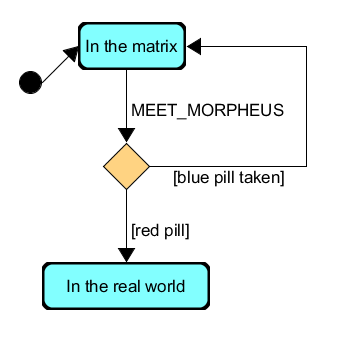 In the matrix
MEET_MORPHEUS
[blue pill taken]
[red pill]
In the real world